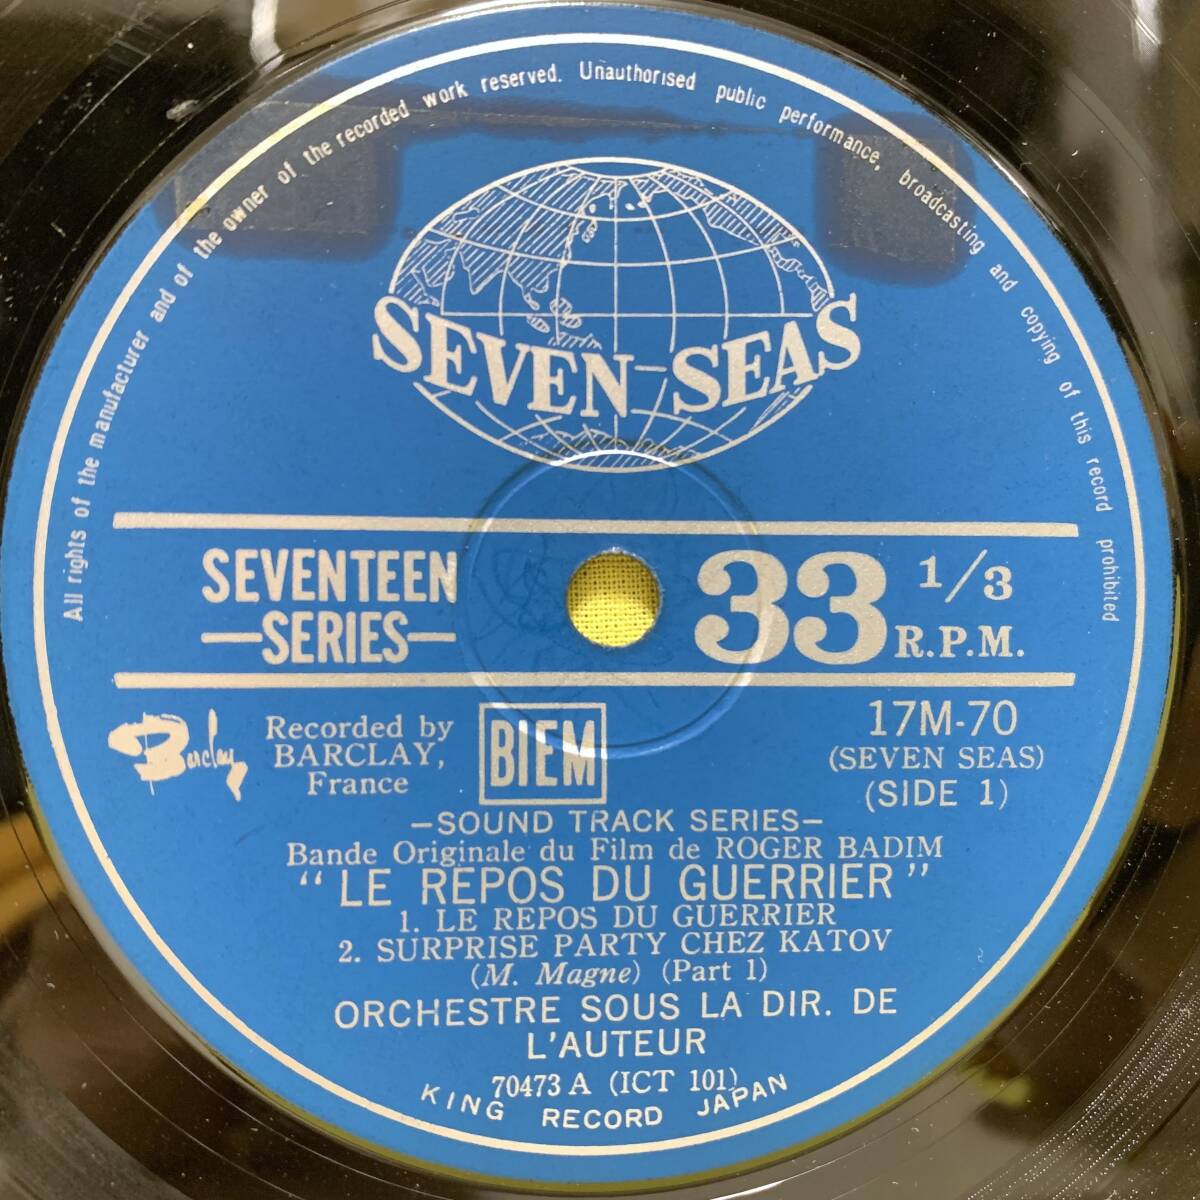 All rights of the manufacturer and of the owner of the recorded work reserved. Unauthorised public performance, broadcasting and copying of this record prohibited
SEVEN SEAS
SEVENTEEN
—SERIES—
33 1/3
R.P.M.
Barclay
Recorded by
BARCLAY,
France
BIEM
17M-70
(SEVEN SEAS)
(SIDE 1)
—SOUND TRACK SERIES—
Bande Originale du Film de ROGER BADIM
“LE REPOS DU GUERRIER”
1. LE REPOS DU GUERRIER
2. SURPRISE PARTY CHEZ KATOV
(M. Magne) (Part 1)
ORCHESTRE SOUS LA DIR. DE
L'AUTEUR
70473 A (ICT 101)
KING RECORD JAPAN